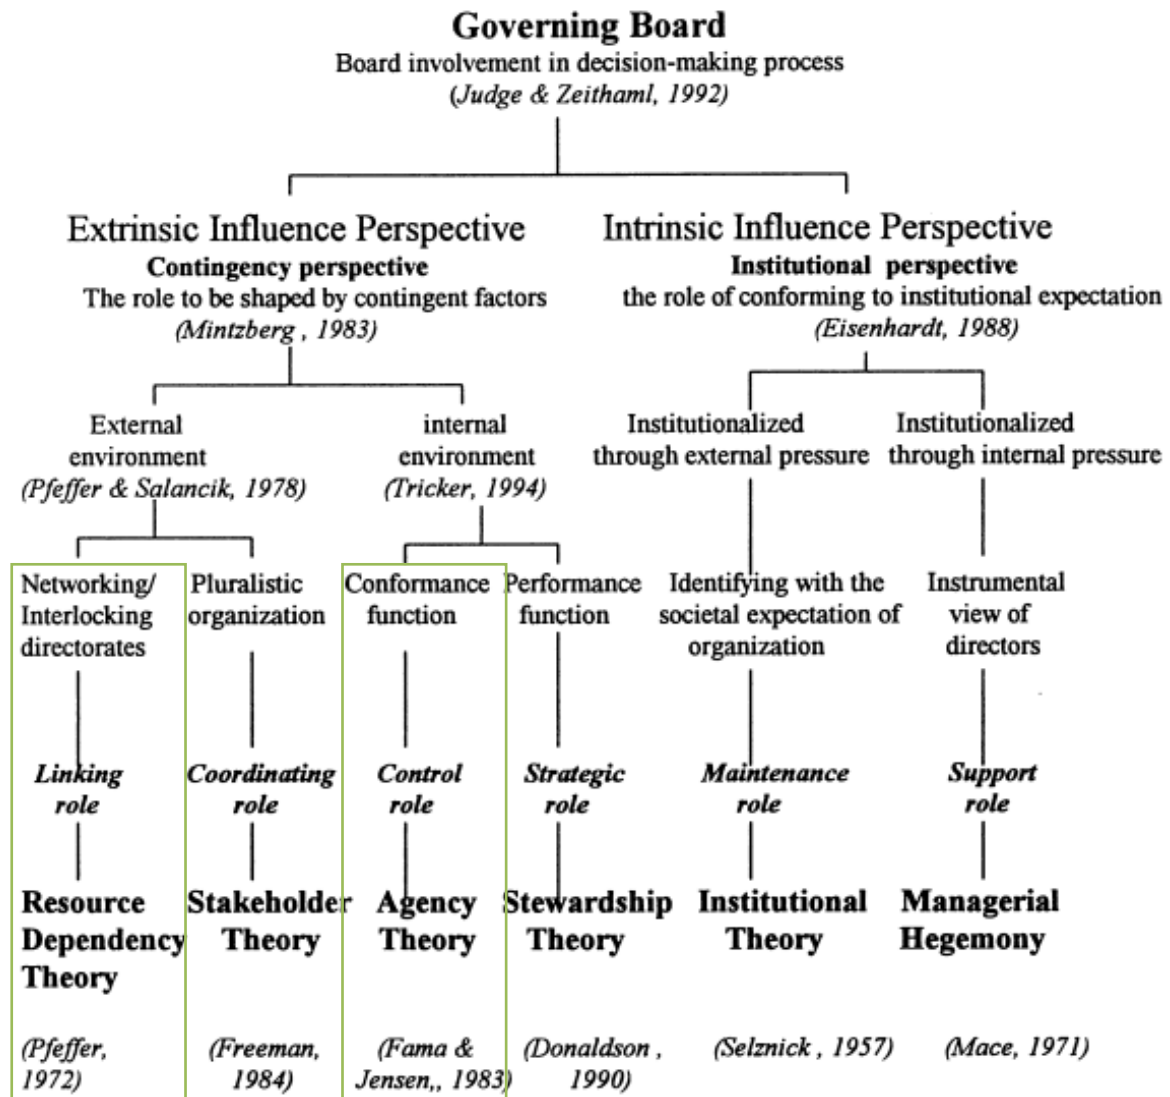 Governing Board
Board involvement in decision-making process
(Judge & Zeithaml, 1992)
Extrinsic Influence Perspective
Contingency perspective
The role to be shaped by contingent factors
(Mintzberg , 1983)
Intrinsic Influence Perspective
Institutional perspective
the role of conforming to institutional expectation
(Eisenhardt, 1988)
External
environment
(Pfeffer & Salancik, 1978)
internal
environment
(Tricker, 1994)
Institutionalized
through external pressure
Institutionalized
through internal pressure
Networking/
Interlocking
directorates
Pluralistic
organization
Conformance
function
Performance
function
Identifying with the
societal expectation of
organization
Instrumental
view of
directors
Linking
role
Coordinating
role
Control
role
Strategic
role
Maintenance
role
Support
role
Resource
Dependency
Theory
Stakeholder
Theory
Agency
Theory
Stewardship
Theory
Institutional
Theory
Managerial
Hegemony
(Pfeffer,
1972)
(Freeman,
1984)
(Fama &
Jensen,, 1983)
(Donaldson ,
1990)
(Selznick , 1957)
(Mace, 1971)